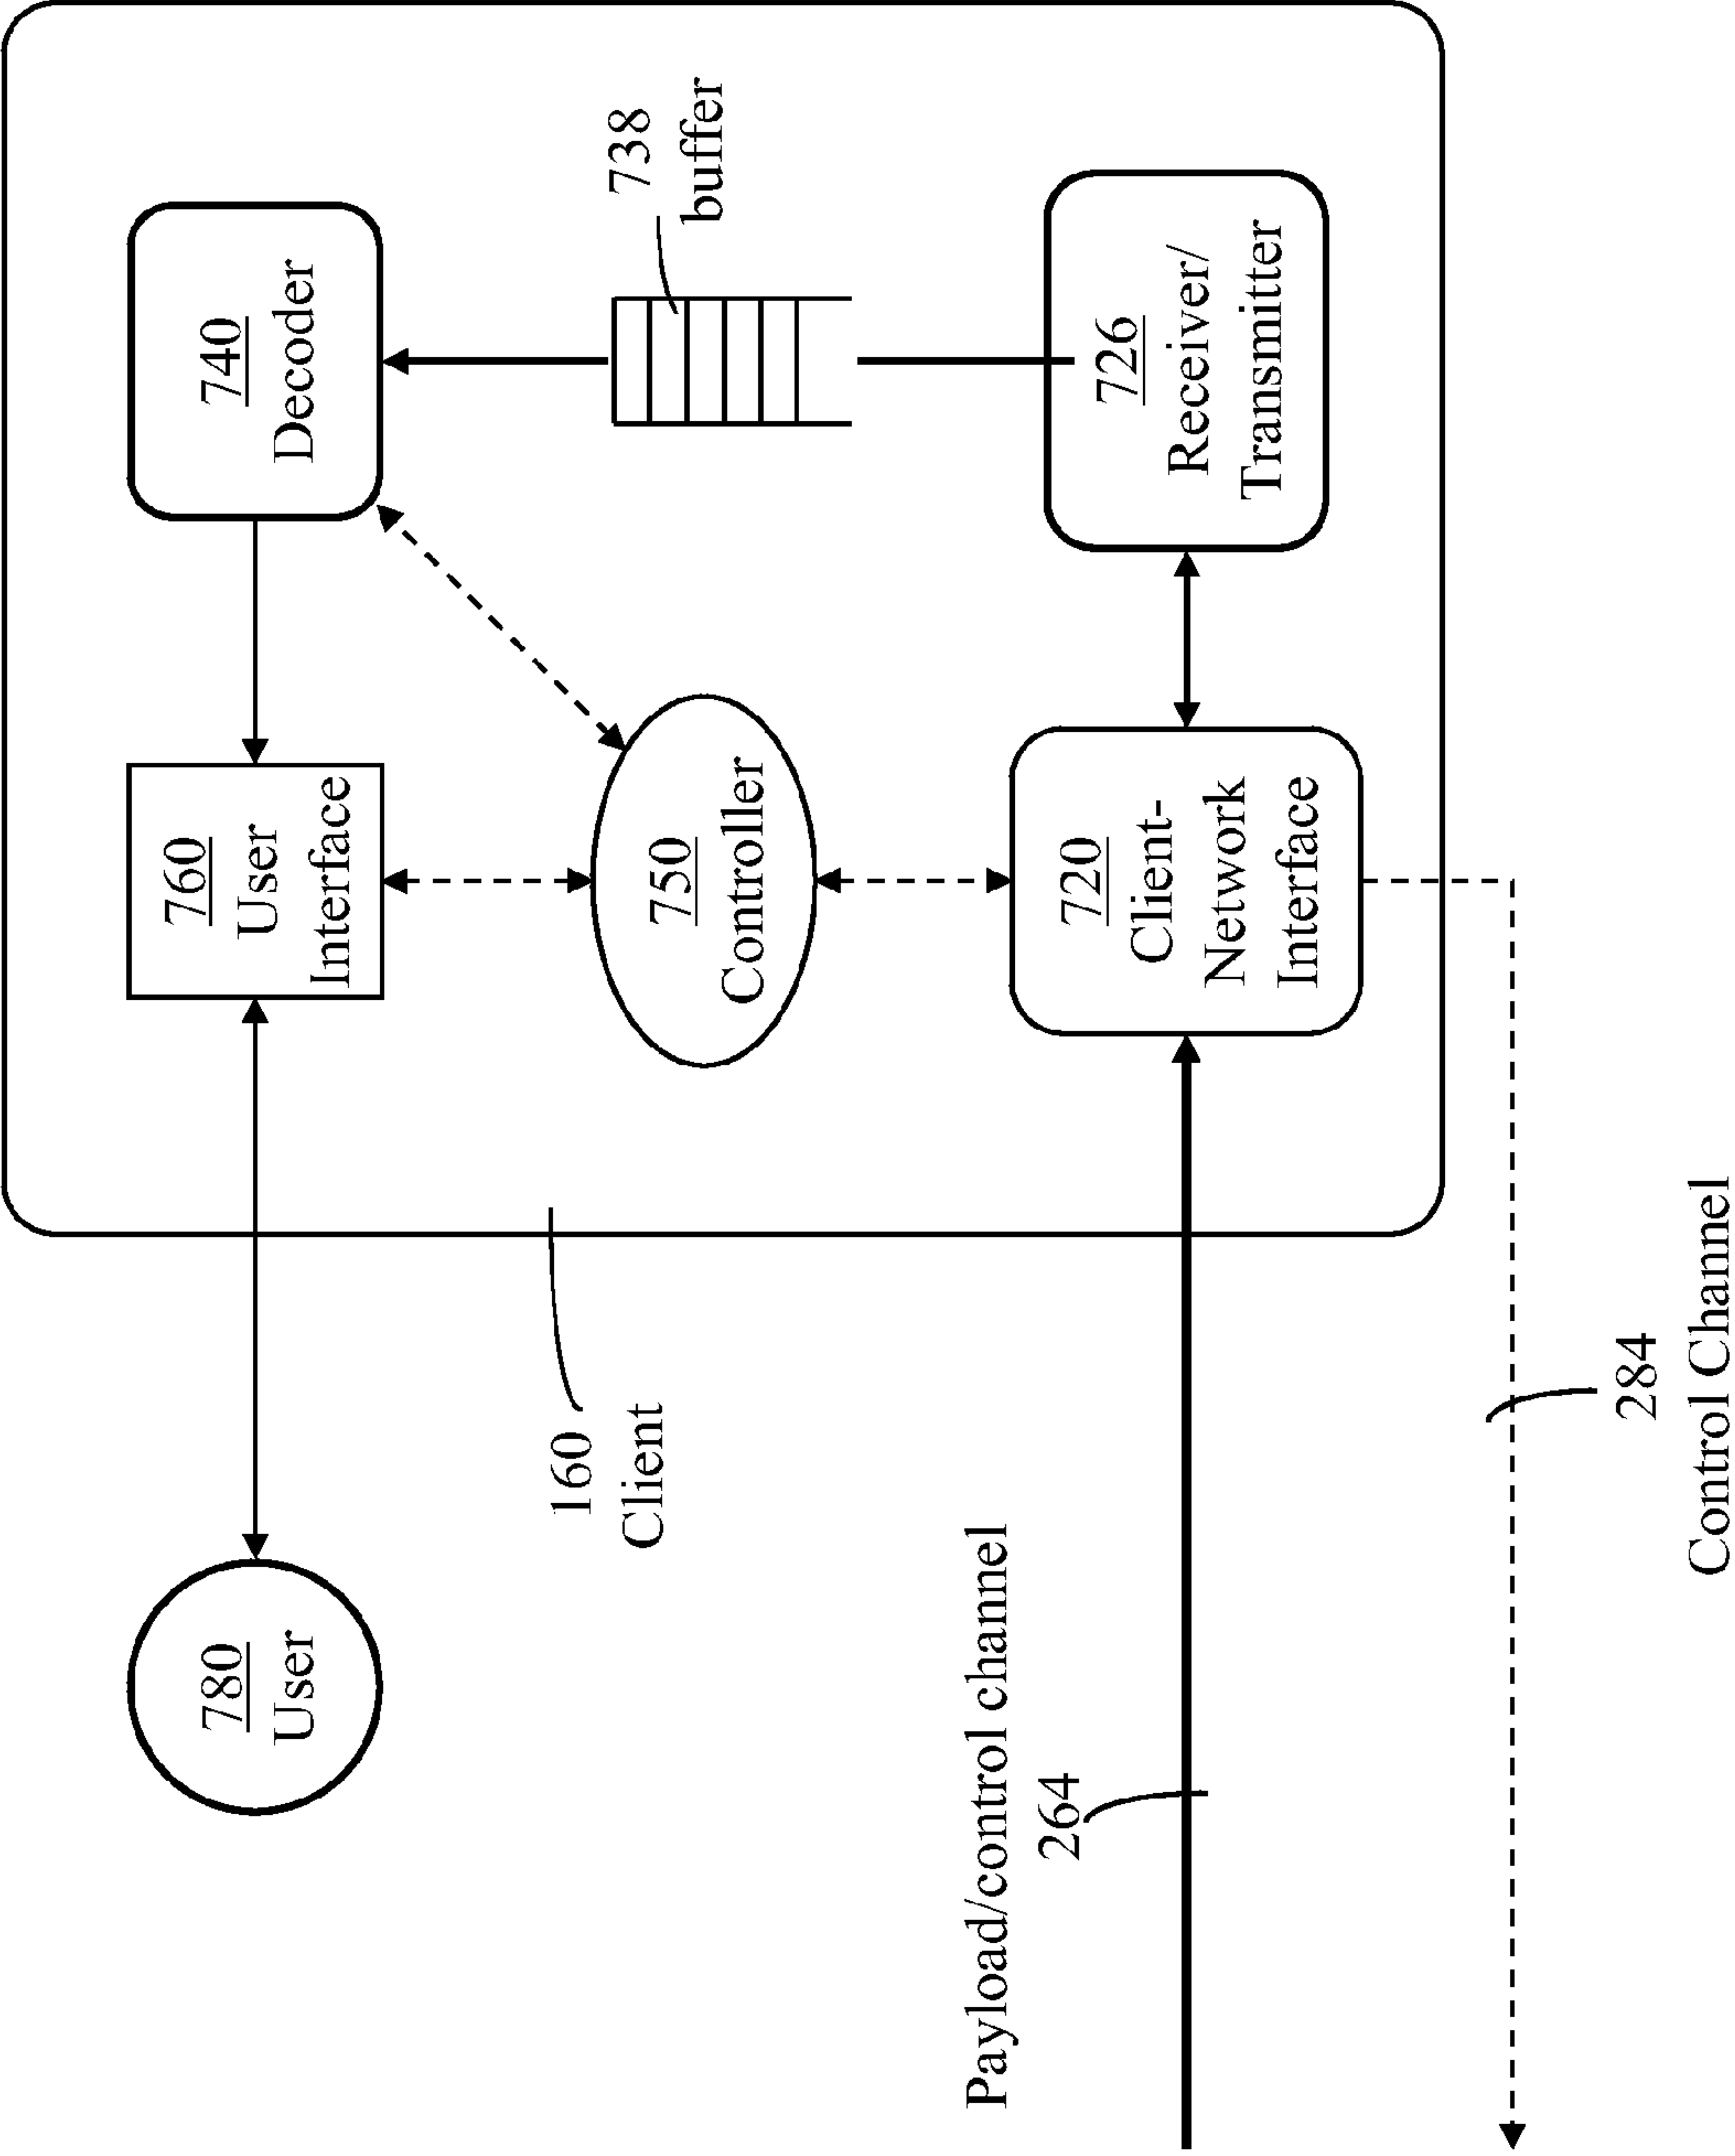 780
User
760
User
Interface
740
Decoder
160
Client
750
Controller
738
buffer
Payload/control channel
264
720
Client-
Network
Interface
726
Receiver/
Transmitter
284
Control Channel